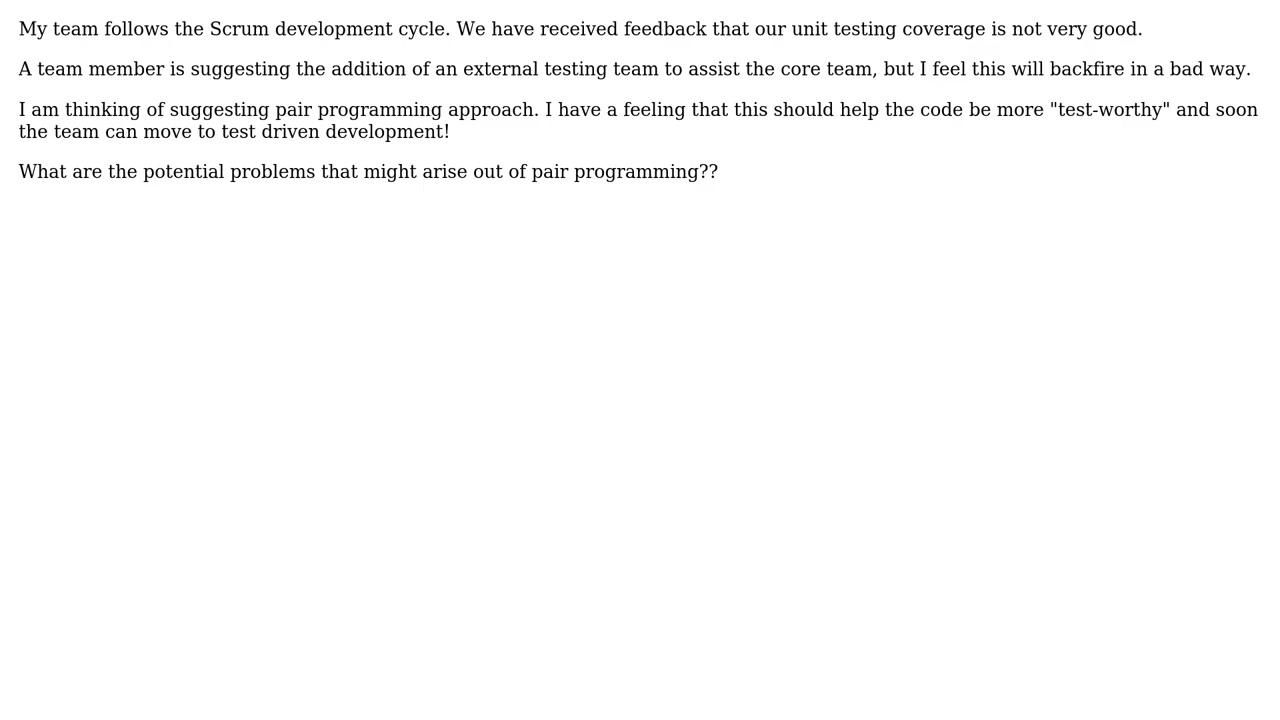 My team follows the Scrum development cycle. We have received feedback that our unit testing coverage is not very good.
A team member is suggesting the addition of an external testing team to assist the core team, but I feel this will backfire in a bad way.
I am thinking of suggesting pair programming approach. I have a feeling that this should help the code be more "test-worthy" and soon
the team can move to test driven development!
What are the potential problems that might arise out of pair programming??